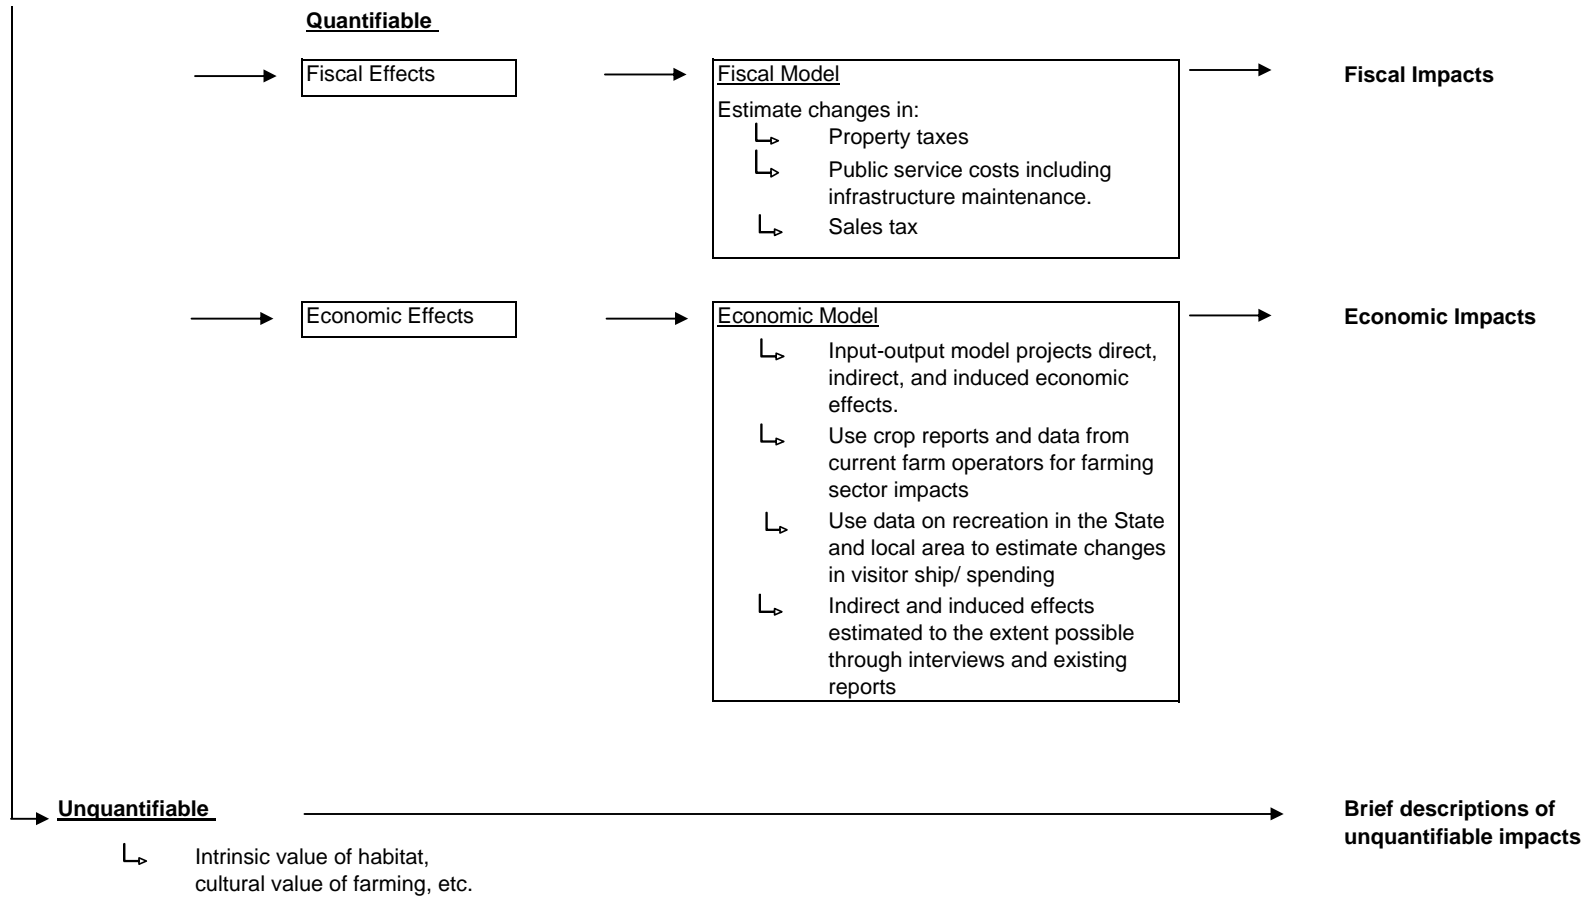 Quantifiable
Fiscal Effects
Fiscal Model
Estimate changes in:
Property taxes
Public service costs including
infrastructure maintenance.
Sales tax
Fiscal Impacts
Economic Effects
Economic Model
Input-output model projects direct,
indirect, and induced economic
effects.
Use crop reports and data from
current farm operators for farming
sector impacts
Use data on recreation in the State
and local area to estimate changes
in visitor ship/ spending
Indirect and induced effects
estimated to the extent possible
through interviews and existing
reports
Economic Impacts
Unquantifiable
Intrinsic value of habitat,
cultural value of farming, etc.
Brief descriptions of
unquantifiable impacts